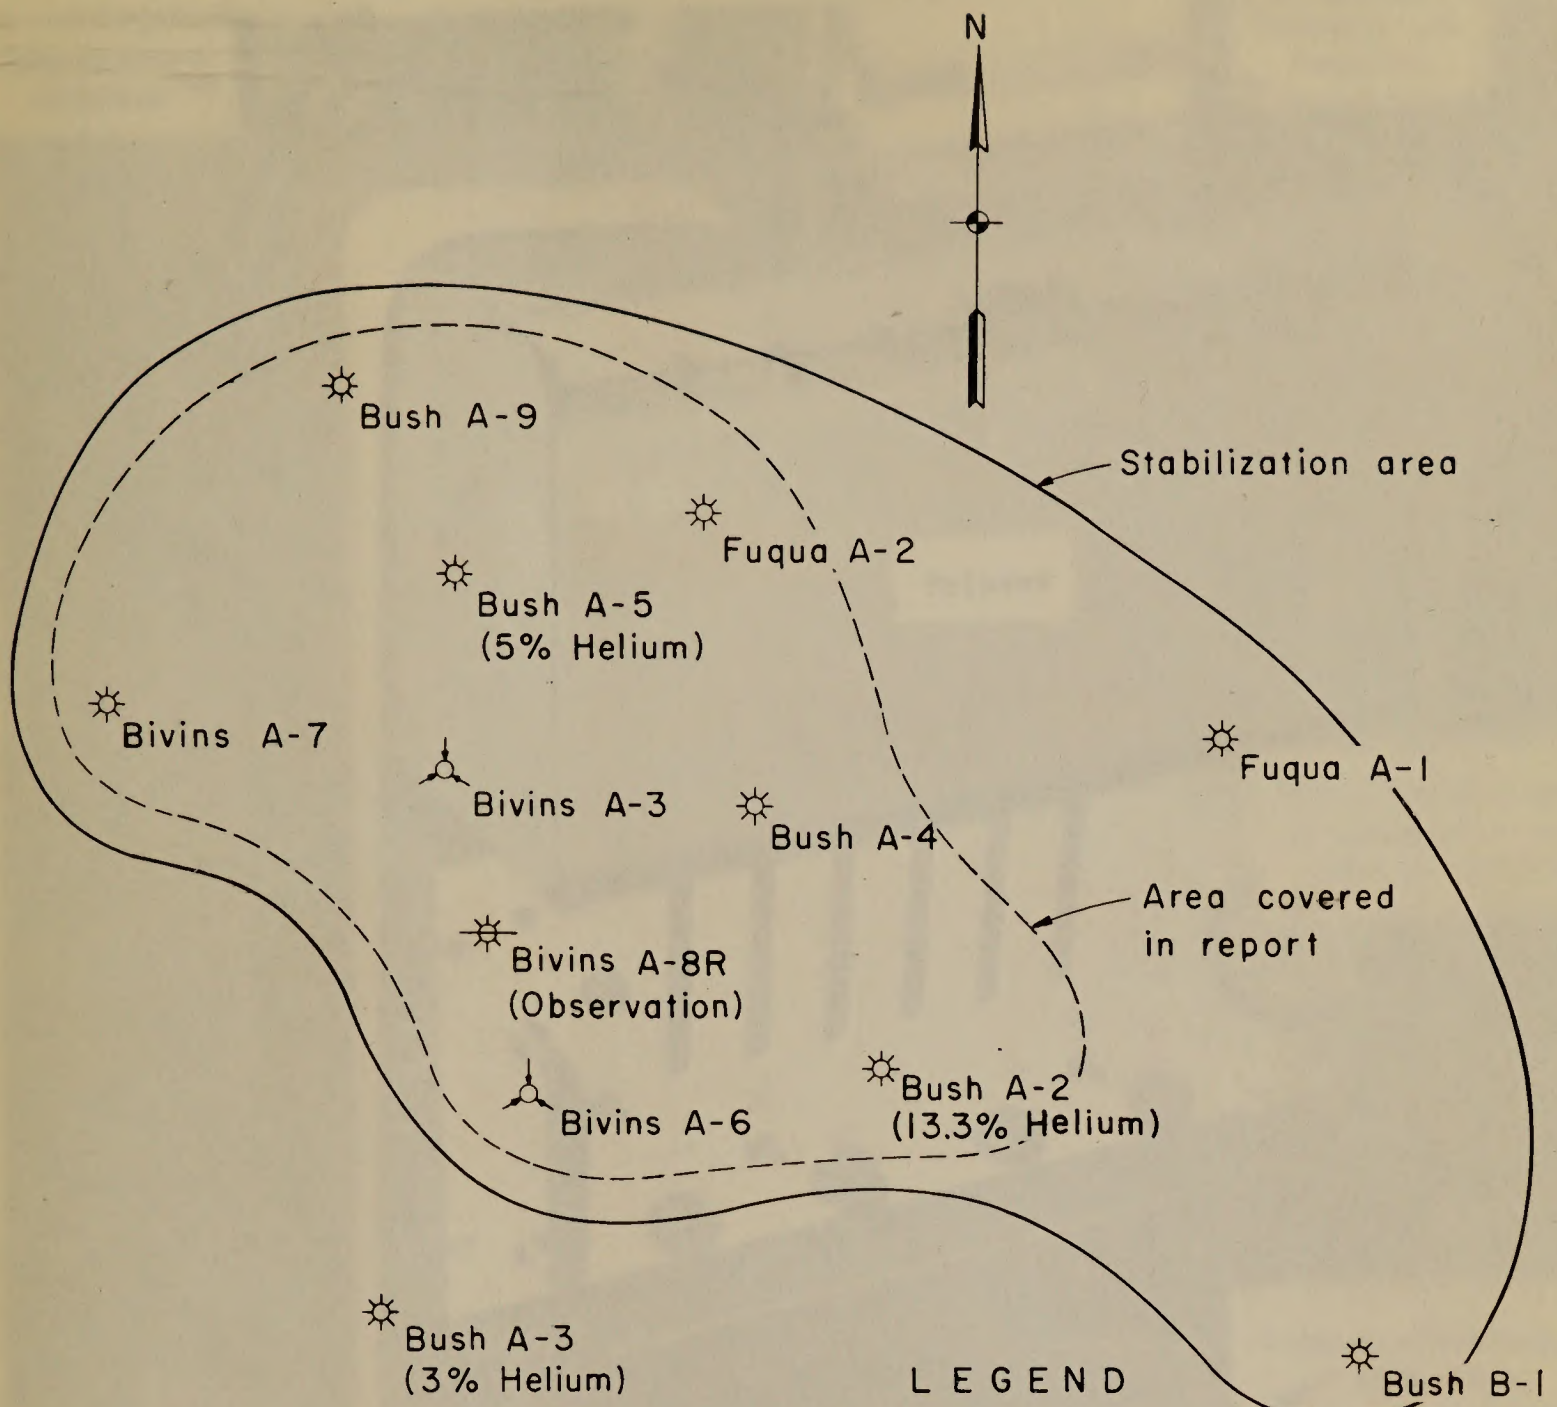 N
Bush A-9
Stabilization area
Fuqua A-2
Bush A-5
(5% Helium)
Bivins A-7
Fuqua A-1
Bivins A-3
Bush A-4
Area covered
in report
Bivins A-8R
(Observation)
Bush A-2
(13.3% Helium)
Bivins A-6
Bush A-3
(3% Helium)
LEGEND
Bush B-1